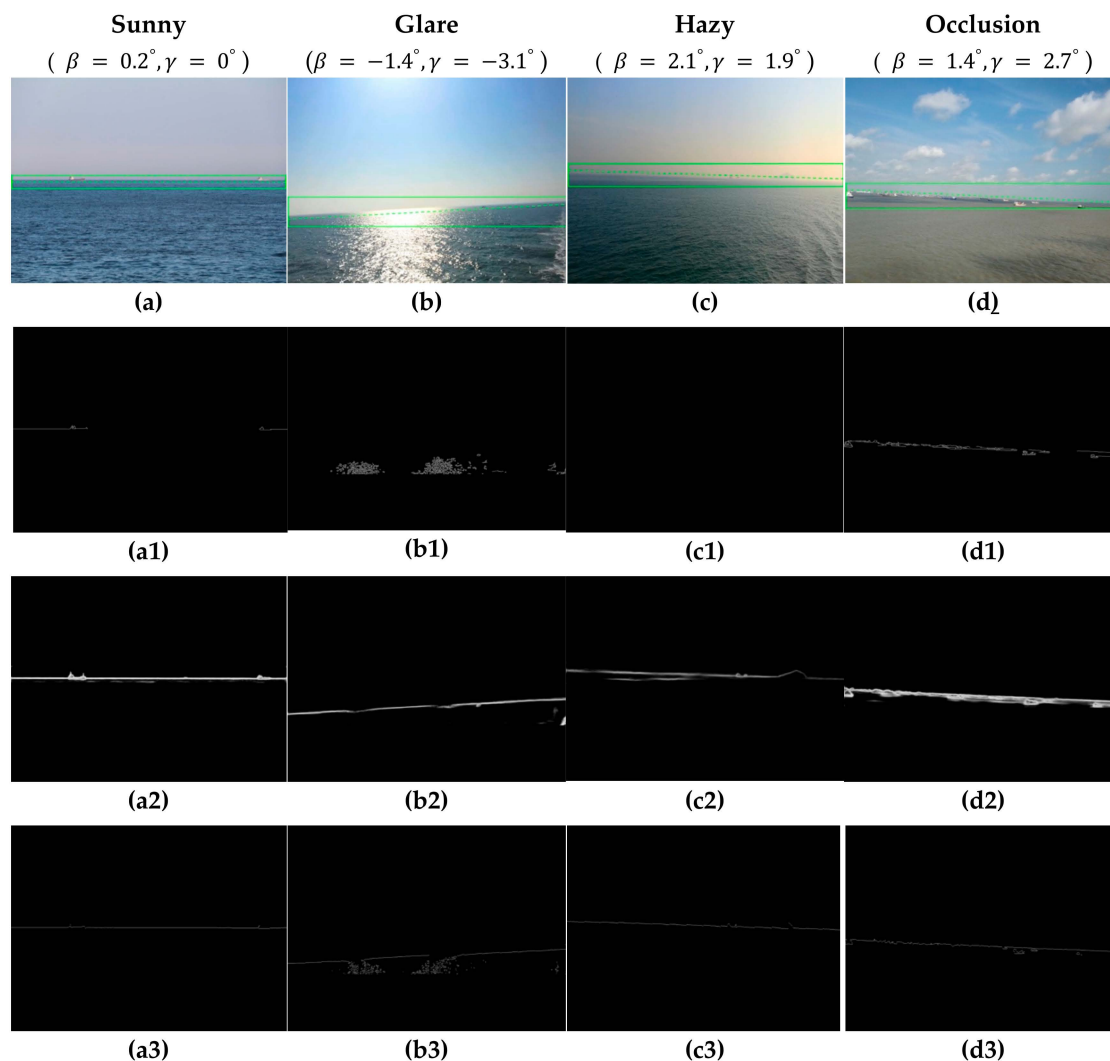 Sunny Glare Hazy Occlusion
( β = 0.2°, γ = 0° ) (β = −1.4°, γ = −3.1° ) ( β = 2.1°, γ = 1.9° ) ( β = 1.4°, γ = 2.7° )
(a) (b) (c) (d)
(a1) (b1) (c1) (d1)
(a2) (b2) (c2) (d2)
(a3) (b3) (c3) (d3)